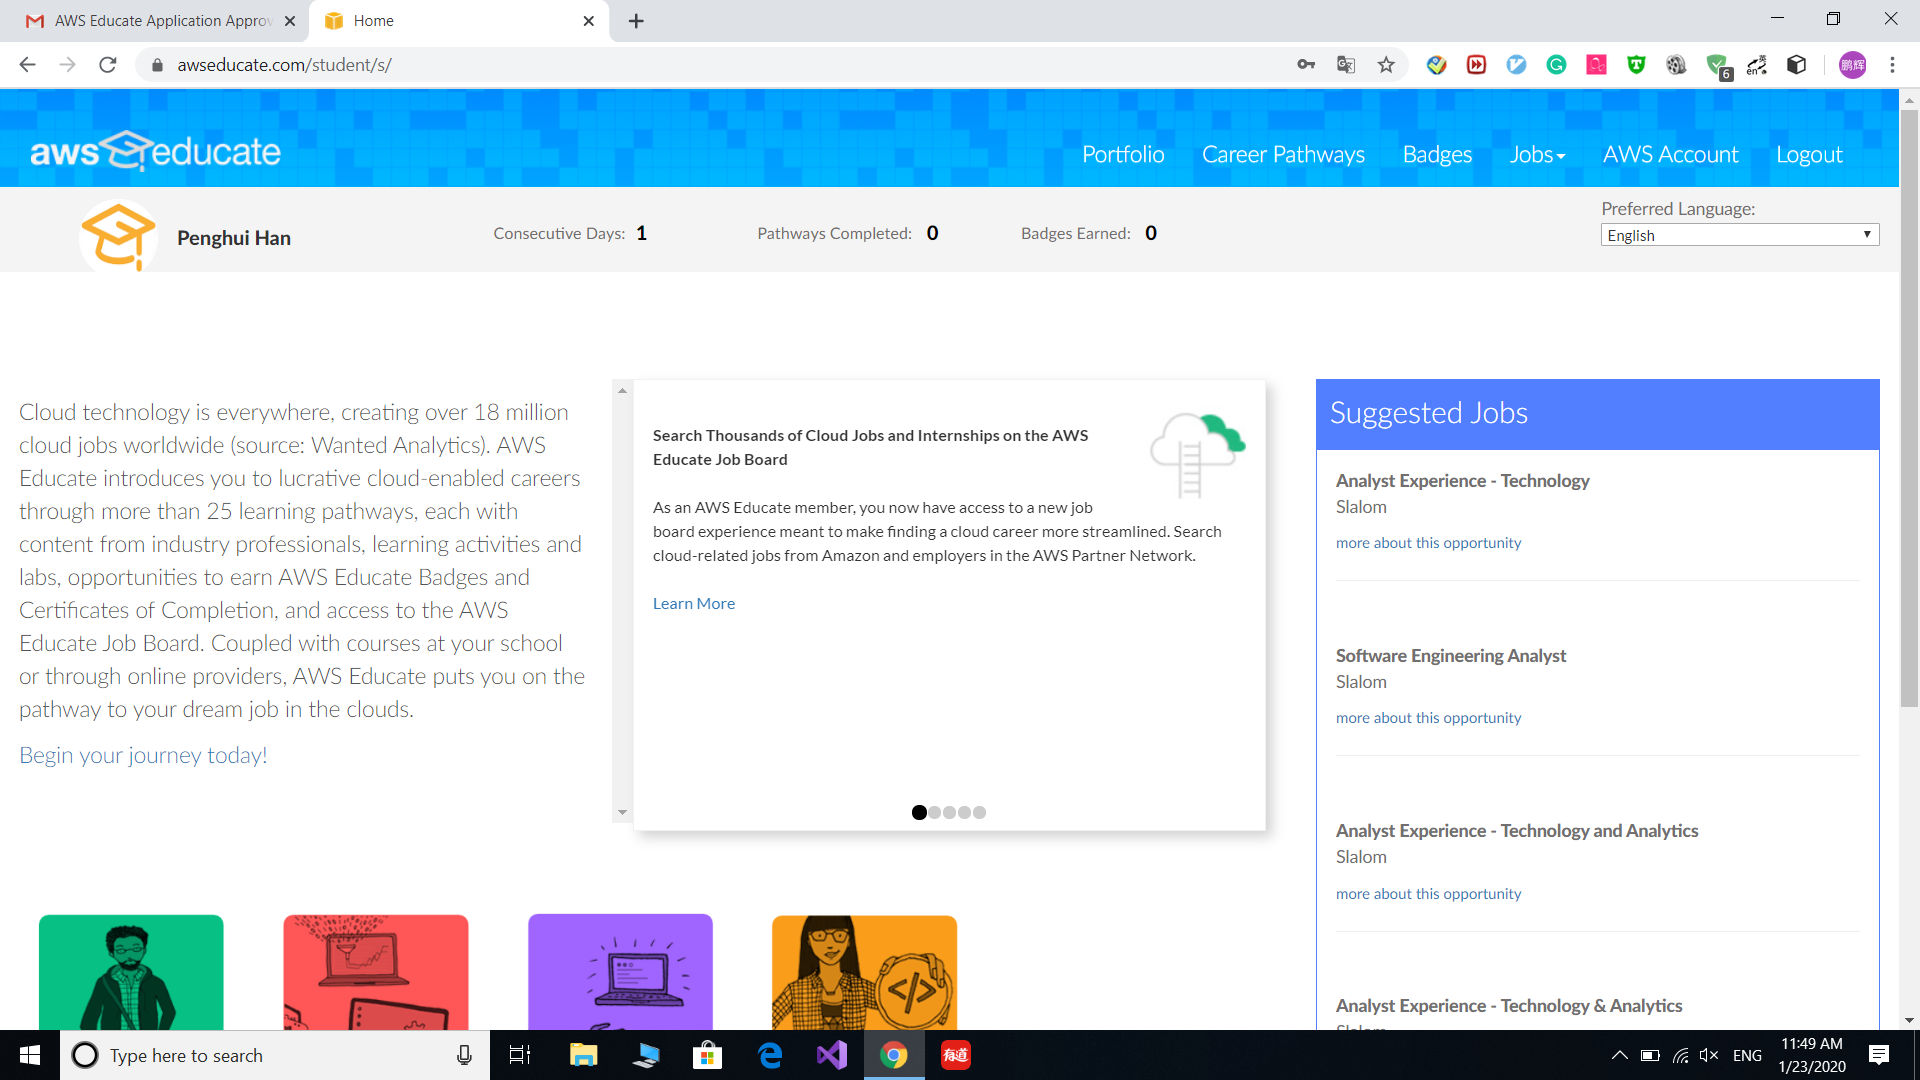 AWS Educate Application Approv
Home
awseducate.com/student/s/
6
en
英
鹏辉
aws educate
Portfolio
Career Pathways
Badges
Jobs
AWS Account
Logout
Penghui Han
Consecutive Days: 1
Pathways Completed: 0
Badges Earned: 0
Preferred Language:
English
Cloud technology is everywhere, creating over 18 million
cloud jobs worldwide (source: Wanted Analytics). AWS
Educate introduces you to lucrative cloud-enabled careers
through more than 25 learning pathways, each with
content from industry professionals, learning activities and
labs, opportunities to earn AWS Educate Badges and
Certificates of Completion, and access to the AWS
Educate Job Board. Coupled with courses at your school
or through online providers, AWS Educate puts you on the
pathway to your dream job in the clouds.
Begin your journey today!
Search Thousands of Cloud Jobs and Internships on the AWS
Educate Job Board
As an AWS Educate member, you now have access to a new job
board experience meant to make finding a cloud career more streamlined. Search
cloud-related jobs from Amazon and employers in the AWS Partner Network.
Learn More
Suggested Jobs
Analyst Experience - Technology
Slalom
more about this opportunity
Software Engineering Analyst
Slalom
more about this opportunity
Analyst Experience - Technology and Analytics
Slalom
more about this opportunity
Analyst Experience - Technology & Analytics
Slalom
</>
Type here to search
有道
ENG
11:49 AM
1/23/2020